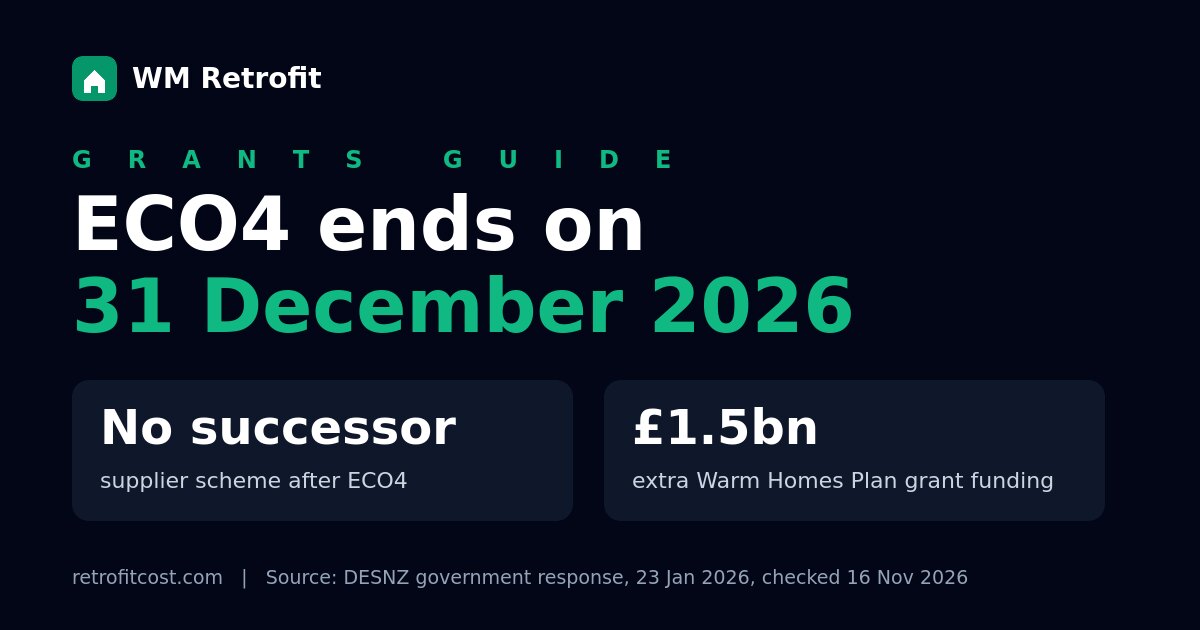 WM Retrofit
GRANTS GUIDE
ECO4 ends on
31 December 2026
No successor
supplier scheme after ECO4
£1.5bn
extra Warm Homes Plan grant funding
retrofitcost.com | Source: DESNZ government response, 23 Jan 2026, checked 16 Nov 2026